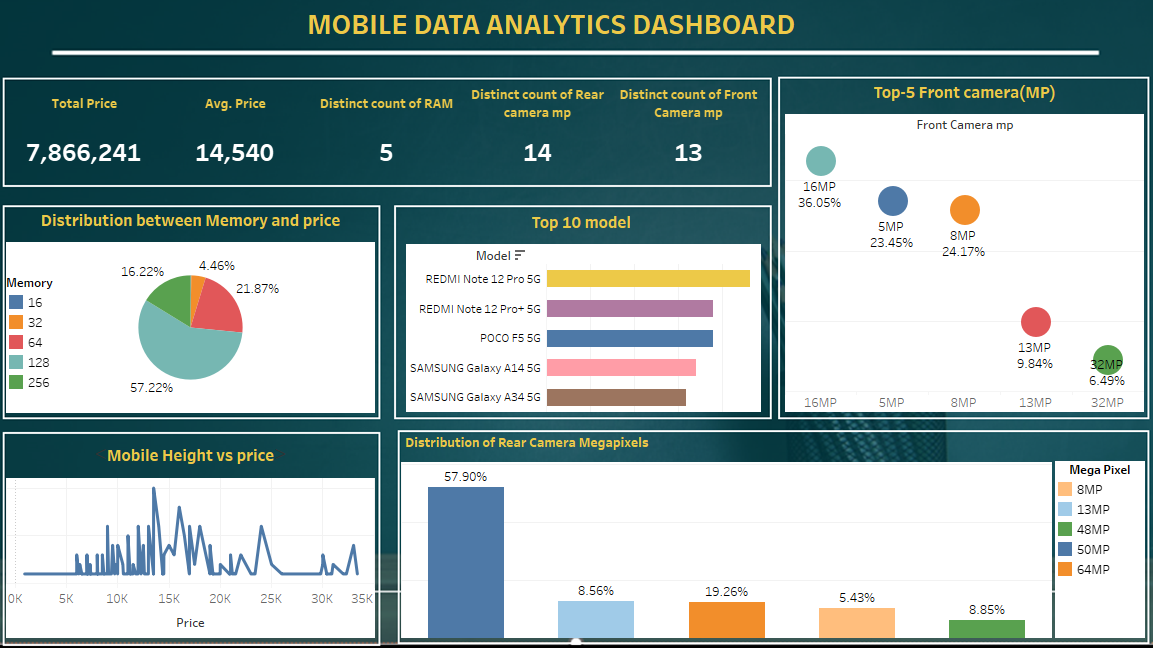 MOBILE DATA ANALYTICS DASHBOARD
Total Price
7,866,241
Avg. Price
14,540
Distinct count of RAM
5
Distinct count of Rear
camera mp
14
Distinct count of Front
Camera mp
13
Top-5 Front camera(MP)
Front Camera mp
16MP
36.05%
5MP
23.45%
8MP
24.17%
13MP
9.84%
32MP
6.49%
16MP 5MP 8MP 13MP 32MP
Distribution between Memory and price
Memory
16
32
64
128
256
16.22%
4.46%
21.87%
57.22%
Top 10 model
Model
REDMI Note 12 Pro 5G
REDMI Note 12 Pro+ 5G
POCO F5 5G
SAMSUNG Galaxy A14 5G
SAMSUNG Galaxy A34 5G
Mobile Height vs price
0K 5K 10K 15K 20K 25K 30K 35K
Price
Distribution of Rear Camera Megapixels
57.90%
8.56%
19.26%
5.43%
8.85%
Mega Pixel
8MP
13MP
48MP
50MP
64MP